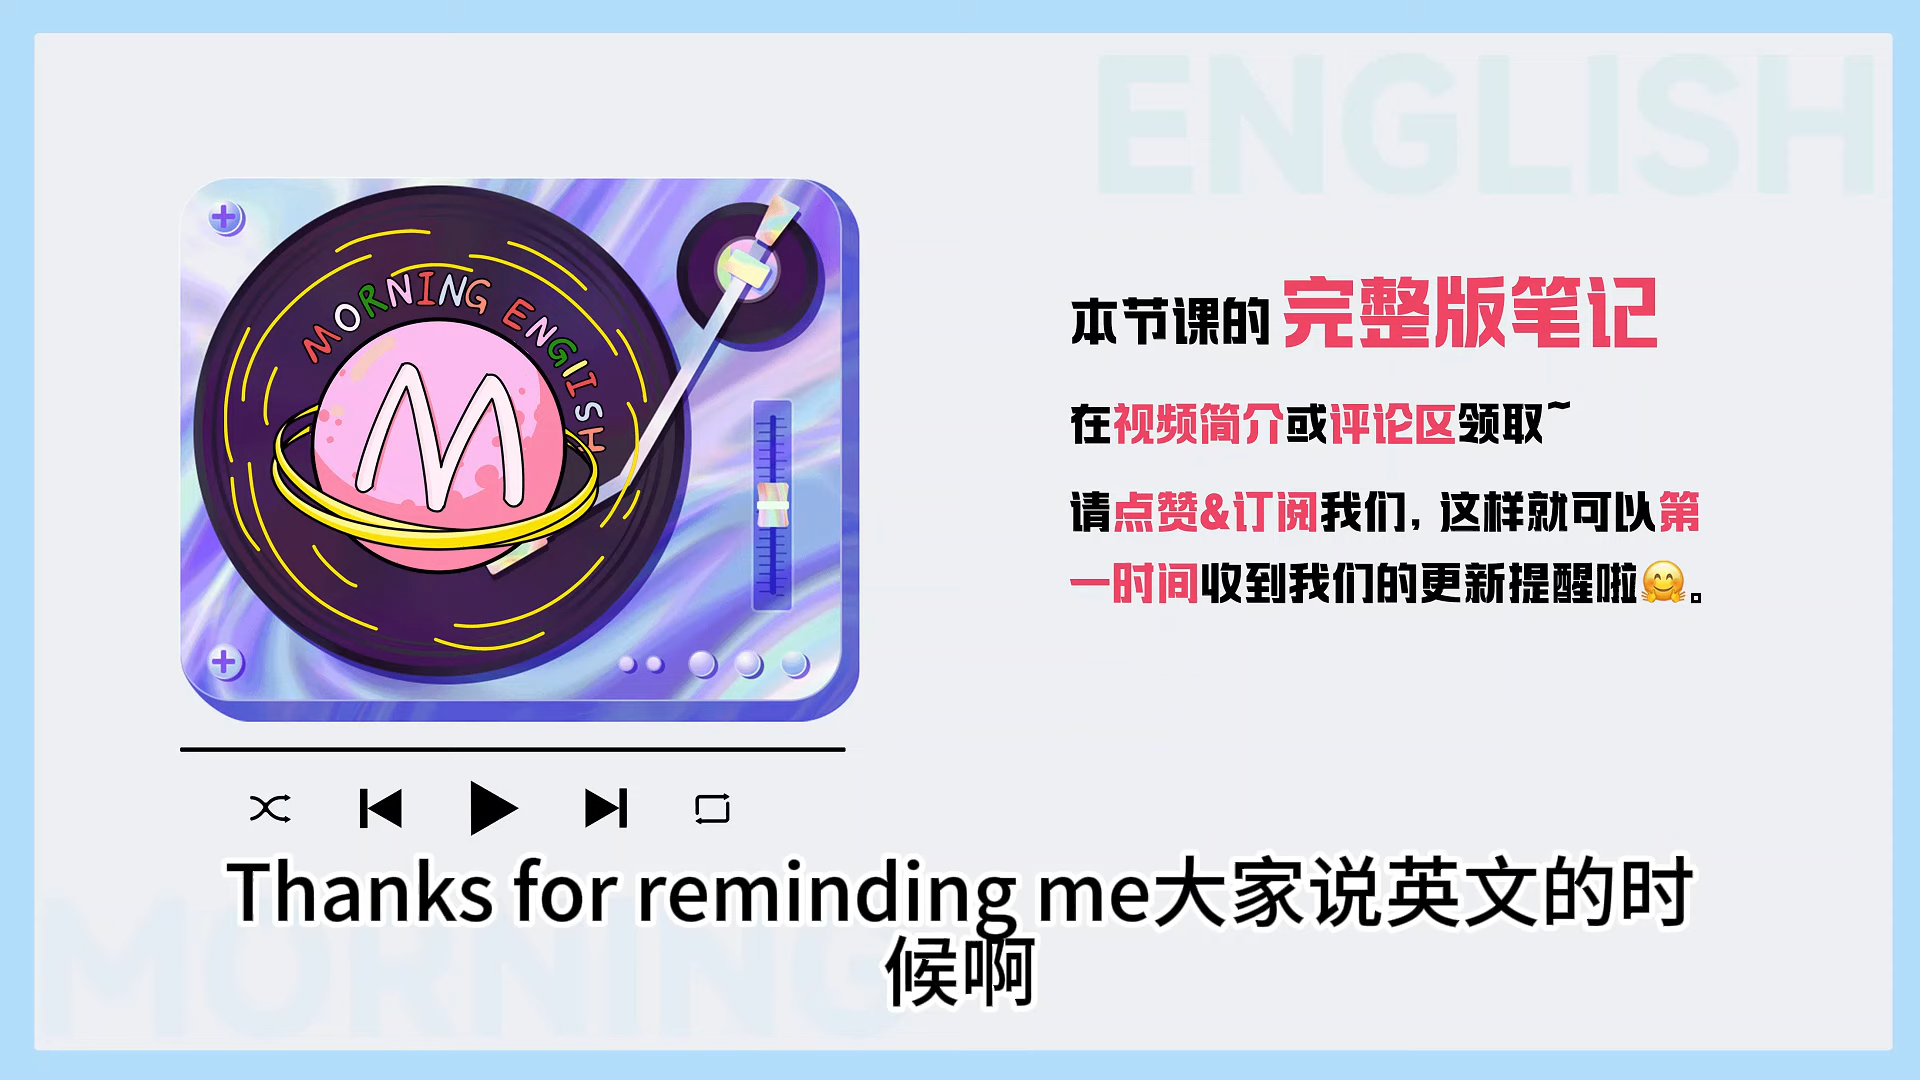 ENGLISH
MORNING ENGLISH
M
本节课的 完整版笔记
在视频简介或评论区领取~
请点赞&订阅我们，这样就可以第
一时间收到我们的更新提醒啦🤗。
MORNING
Thanks for reminding me大家说英文的时
候啊